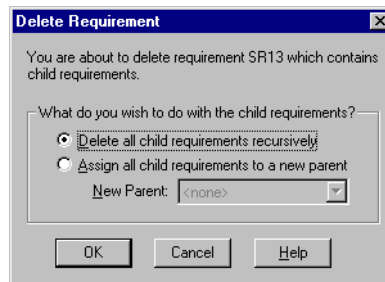 Delete Requirement
You are about to delete requirement SR13 which contains
child requirements.
What do you wish to do with the child requirements?
Delete all child requirements recursively
Assign all child requirements to a new parent
New Parent: <none>
OK Cancel Help